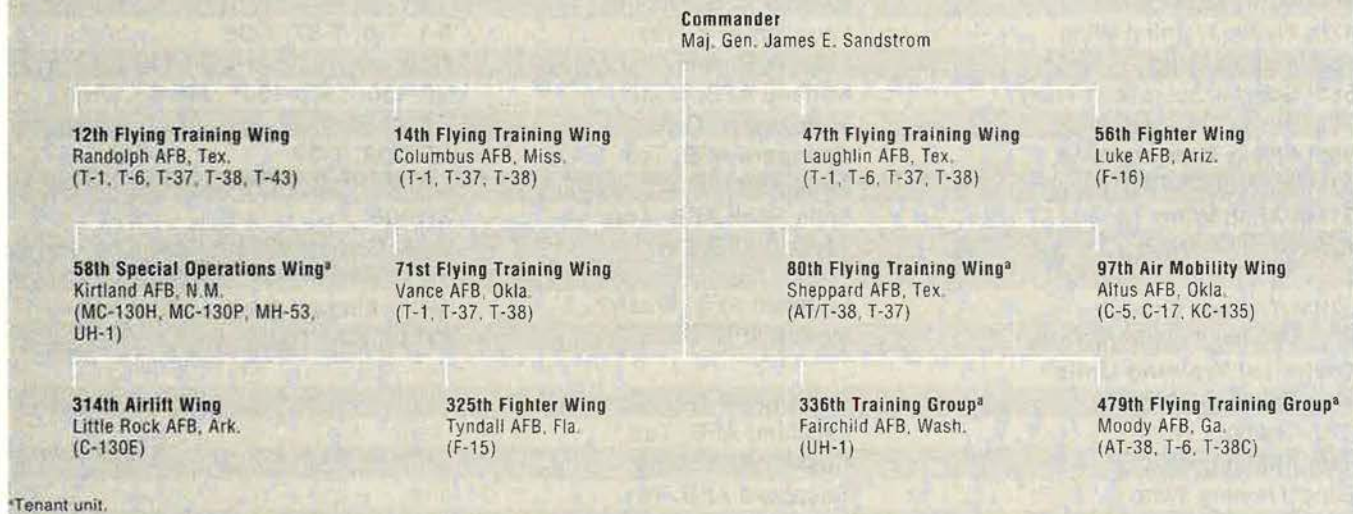 Commander
Maj. Gen. James E. Sandstrom
12th Flying Training Wing
Randolph AFB, Tex.
(T-1, T-6, T-37, T-38, T-43)
14th Flying Training Wing
Columbus AFB, Miss.
(T-1, T-37, T-38)
47th Flying Training Wing
Laughlin AFB, Tex.
(T-1, T-6, T-37, T-38)
56th Fighter Wing
Luke AFB, Ariz.
(F-16)
58th Special Operations Wingᵃ
Kirtland AFB, N.M.
(MC-130H, MC-130P, MH-53,
UH-1)
71st Flying Training Wing
Vance AFB, Okla.
(T-1, T-37, T-38)
80th Flying Training Wingᵃ
Sheppard AFB, Tex.
(AT/T-38, T-37)
97th Air Mobility Wing
Altus AFB, Okla.
(C-5, C-17, KC-135)
314th Airlift Wing
Little Rock AFB, Ark.
(C-130E)
325th Fighter Wing
Tyndall AFB, Fla.
(F-15)
336th Training Groupᵃ
Fairchild AFB, Wash.
(UH-1)
479th Flying Training Groupᵃ
Moody AFB, Ga.
(AT-38, T-6, T-38C)
ᵃTenant unit.